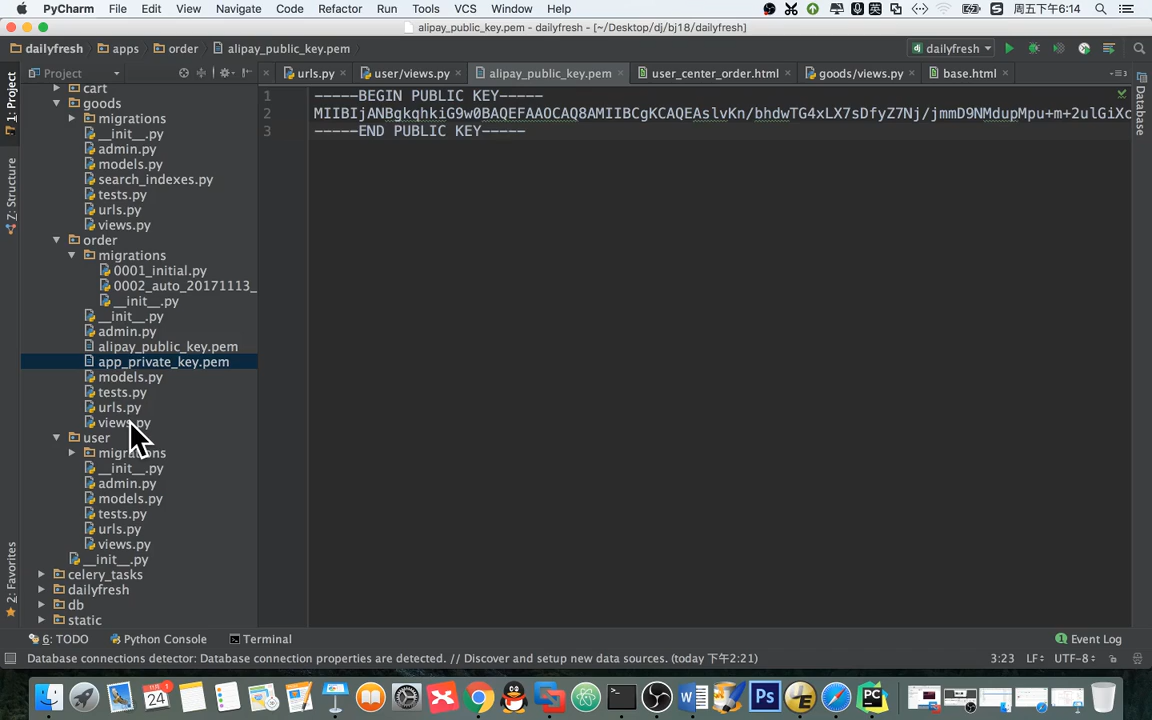 PyCharm File Edit View Navigate Code Refactor Run Tools VCS Window Help 英 周五下午6:14
alipay_public_key.pem - dailyfresh - [~/Desktop/dj/bj18/dailyfresh]
dailyfresh apps order alipay_public_key.pem dailyfresh
Project urls.py user/views.py alipay_public_key.pem user_center_order.html goods/views.py base.html
1: Project
Z: Structure
2: Favorites
Database
cart
goods
migrations
__init__.py
admin.py
models.py
search_indexes.py
tests.py
urls.py
views.py
order
migrations
0001_initial.py
0002_auto_20171113_
__init__.py
__init__.py
admin.py
alipay_public_key.pem
app_private_key.pem
models.py
tests.py
urls.py
views.py
user
migrations
__init__.py
admin.py
models.py
tests.py
urls.py
views.py
__init__.py
celery_tasks
dailyfresh
db
static
1 -----BEGIN PUBLIC KEY-----
2 MIIBIjANBgkqhkiG9w0BAQEFAAOCAQ8AMIIBCgKCAQEAslvKn/bhdwTG4xLX7sDfyZ7Nj/jmmD9NMdupMpu+m+2ulGiXc
3 -----END PUBLIC KEY-----
6: TODO Python Console Terminal 1 Event Log
Database connections detector: Database connection properties are detected. // Discover and setup new data sources. (today 下午2:21) 3:23 LF UTF-8